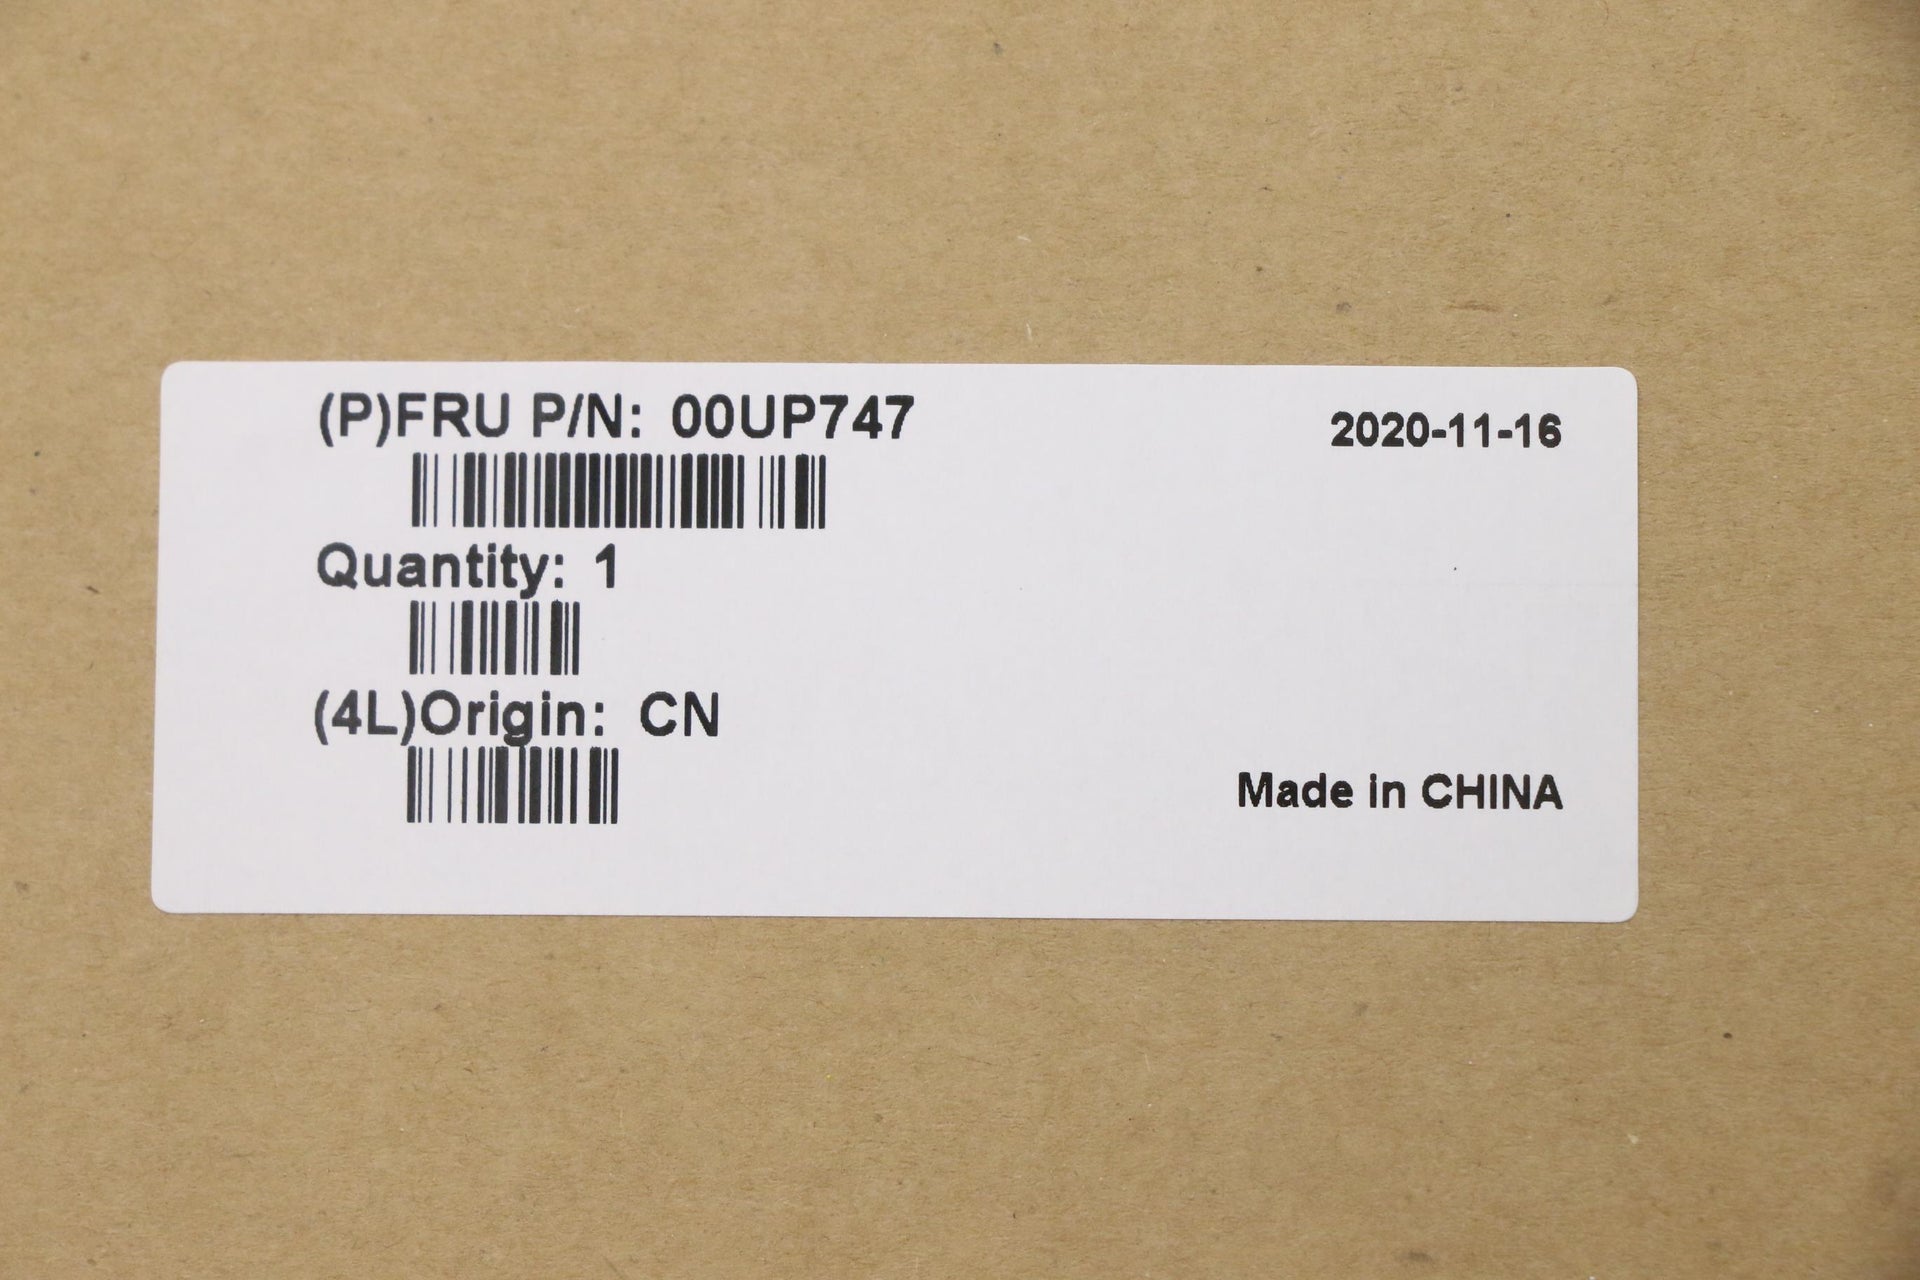 (P)FRU P/N: 00UP747
2020-11-16
Quantity: 1
(4L)Origin: CN
Made in CHINA